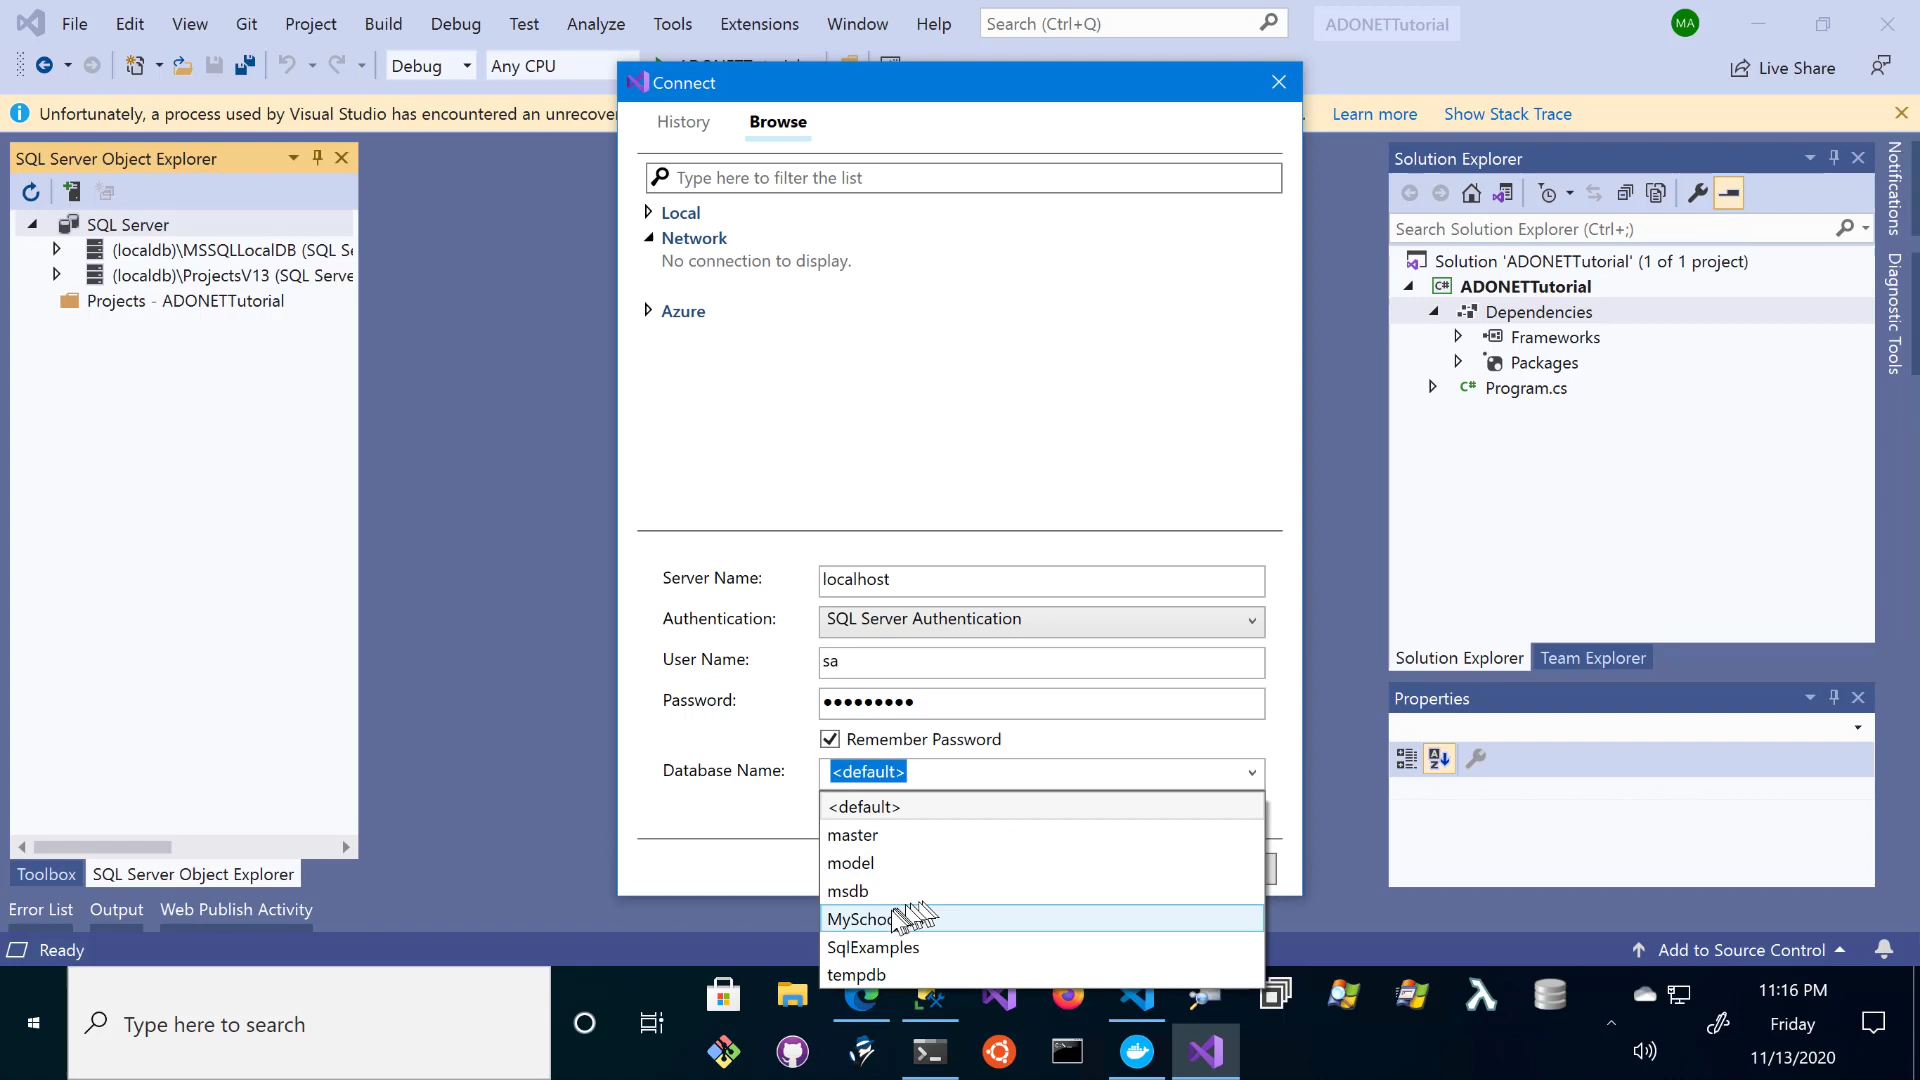 File Edit View Git Project Build Debug Test Analyze Tools Extensions Window Help Search (Ctrl+Q) ADONETTutorial MA
Debug Any CPU Live Share
Unfortunately, a process used by Visual Studio has encountered an Learn more Show Stack Trace
Connect
History Browse
Type here to filter the list
Local
Network
No connection to display.
Azure
Server Name: localhost
Authentication: SQL Server Authentication
User Name: sa
Password: ●●●●●●●●●
Remember Password
Database Name: <default>
<default>
master
model
msdb
SqlExamples
tempdb
SQL Server Object Explorer
SQL Server
(localdb)\MSSQLLocalDB (SQL Se
(localdb)\ProjectsV13 (SQL Serve
Projects - ADONETTutorial
Toolbox SQL Server Object Explorer
Error List Output Web Publish Activity
Solution Explorer
Search Solution Explorer (Ctrl+;)
Solution 'ADONETTutorial' (1 of 1 project)
C# ADONETTutorial
Dependencies
Frameworks
Packages
C# Program.cs
Solution Explorer Team Explorer
Properties
Notifications
Diagnostic Tools
Ready Add to Source Control
Type here to search
11:16 PM
Friday
11/13/2020